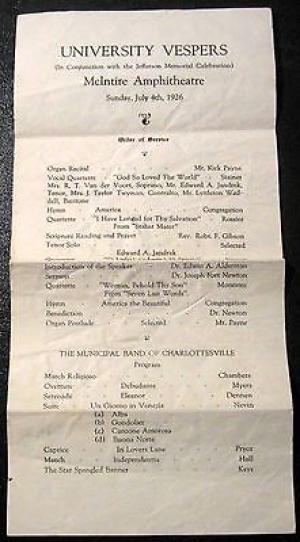 UNIVERSITY VESPERS
(In Conjunction with the Jefferson Memorial Celebration)
McIntire Amphitheatre
Sunday, July 4th, 1926
Order of Service
Organ Recital Mr. Kirk Payne
Vocal Quartette "God So Loved The World" Stainer
Mrs. R. T. Van der Voort, Soprano, Mr. Edward A. Jandrek,
Tenor, Mrs. J. Taylor Twyman, Contralto, Mr. Waddell, Baritone
Hymn America Congregation
Quartette "I Have Longed for Thy Salvation" Rossini
From "Stabat Mater"
Scripture Reading and Prayer Rev. Robt. F. Gibson
Tenor Solo Selected
Edward A. Jandrek
Introduction of the Speaker Dr. Edwin A. Alderman
Sermon Dr. Joseph Fort Newton
Quartette "Woman, Behold Thy Son"
From "Seven Last Words"
Hymn America the Beautiful Congregation
Benediction Dr. Newton
Organ Postlude Selected Mr. Payne
THE MUNICIPAL BAND OF CHARLOTTESVILLE
Program
March Religioso Chambers
Overture Debutante Myers
Serenade Eleanor Deppen
Suite Un Giorno in Venezia Nevin
(a) Alba
(b) Gondolier
(c) Canzone Amorosa
(d) Buona Notte
Caprice In Lovers Lane Pryor
March Independentia Hall
The Star Spangled Banner Keys